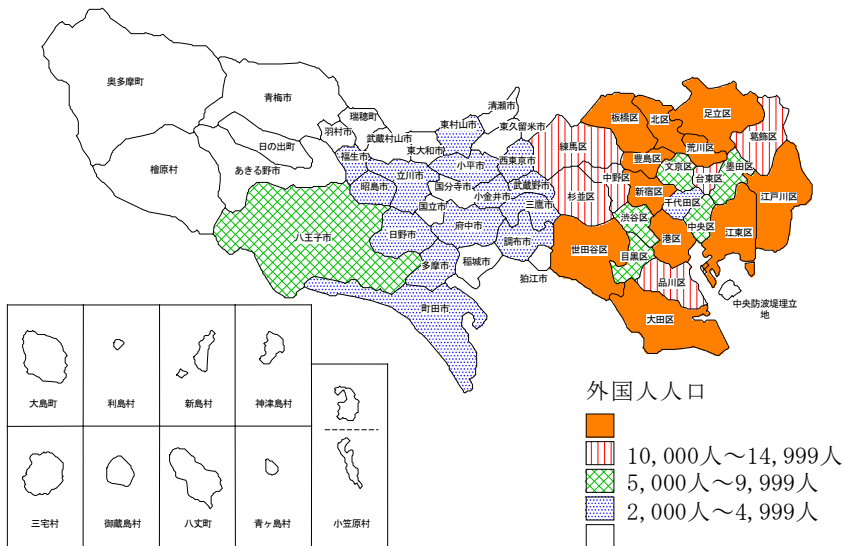 奥多摩町
青梅市
檜原村
日の出町
あきる野市
瑞穂町
羽村市
武蔵村山市
福生市
昭島市
立川市
東大和市
東村山市
清瀬市
東久留米市
小平市
西東京市
国分寺市
国立市
小金井市
武蔵野市
三鷹市
府中市
調布市
日野市
八王子市
多摩市
稲城市
狛江市
町田市
練馬区
板橋区
北区
足立区
葛飾区
荒川区
豊島区
文京区
台東区
墨田区
中野区
杉並区
新宿区
千代田区
江戸川区
渋谷区
中央区
江東区
港区
世田谷区
目黒区
品川区
大田区
中央防波堤埋立
地
大島町
利島村
新島村
神津島村
三宅村
御蔵島村
八丈町
青ヶ島村
小笠原村
外国人人口
10,000人～14,999人
5,000人～9,999人
2,000人～4,999人